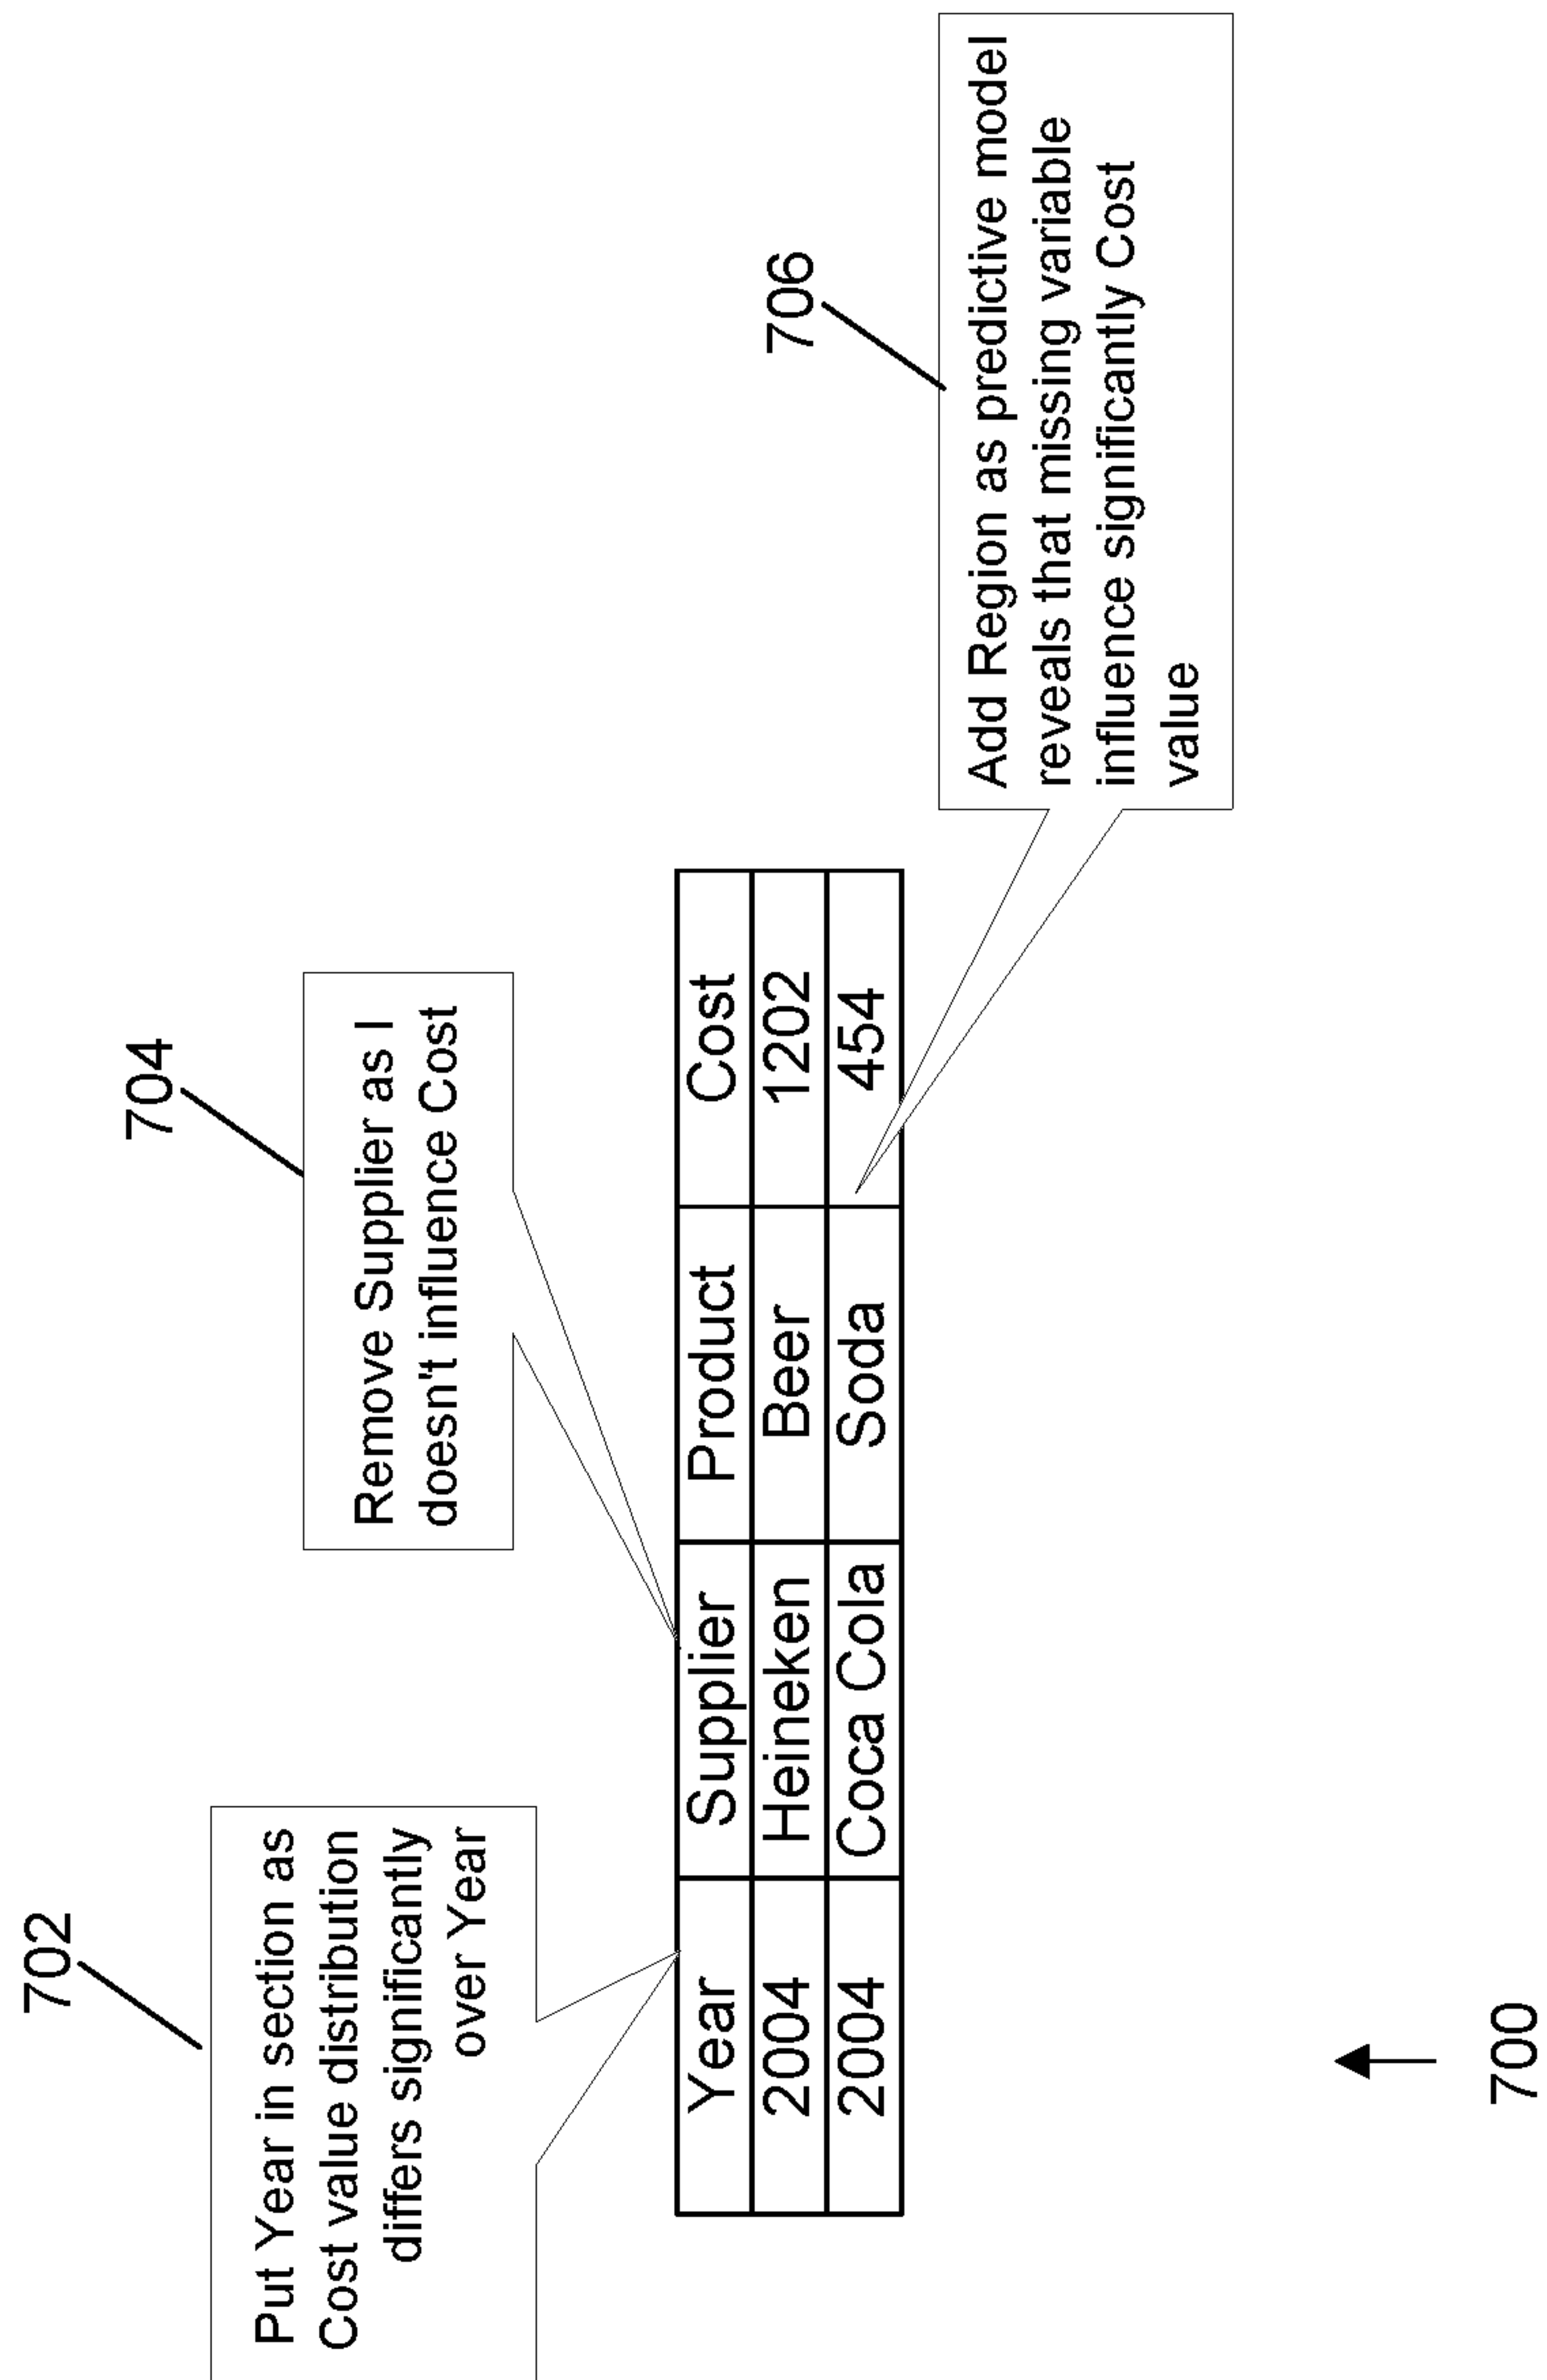 702
Put Year in section as
Cost value distribution
differs significantly
over Year
704
Remove Supplier as I
doesn't influence Cost
706
Add Region as predictive model
reveals that missing variable
influence significantly Cost
value
Year Supplier Product Cost
2004 Heineken Beer 1202
2004 Coca Cola Soda 454
700